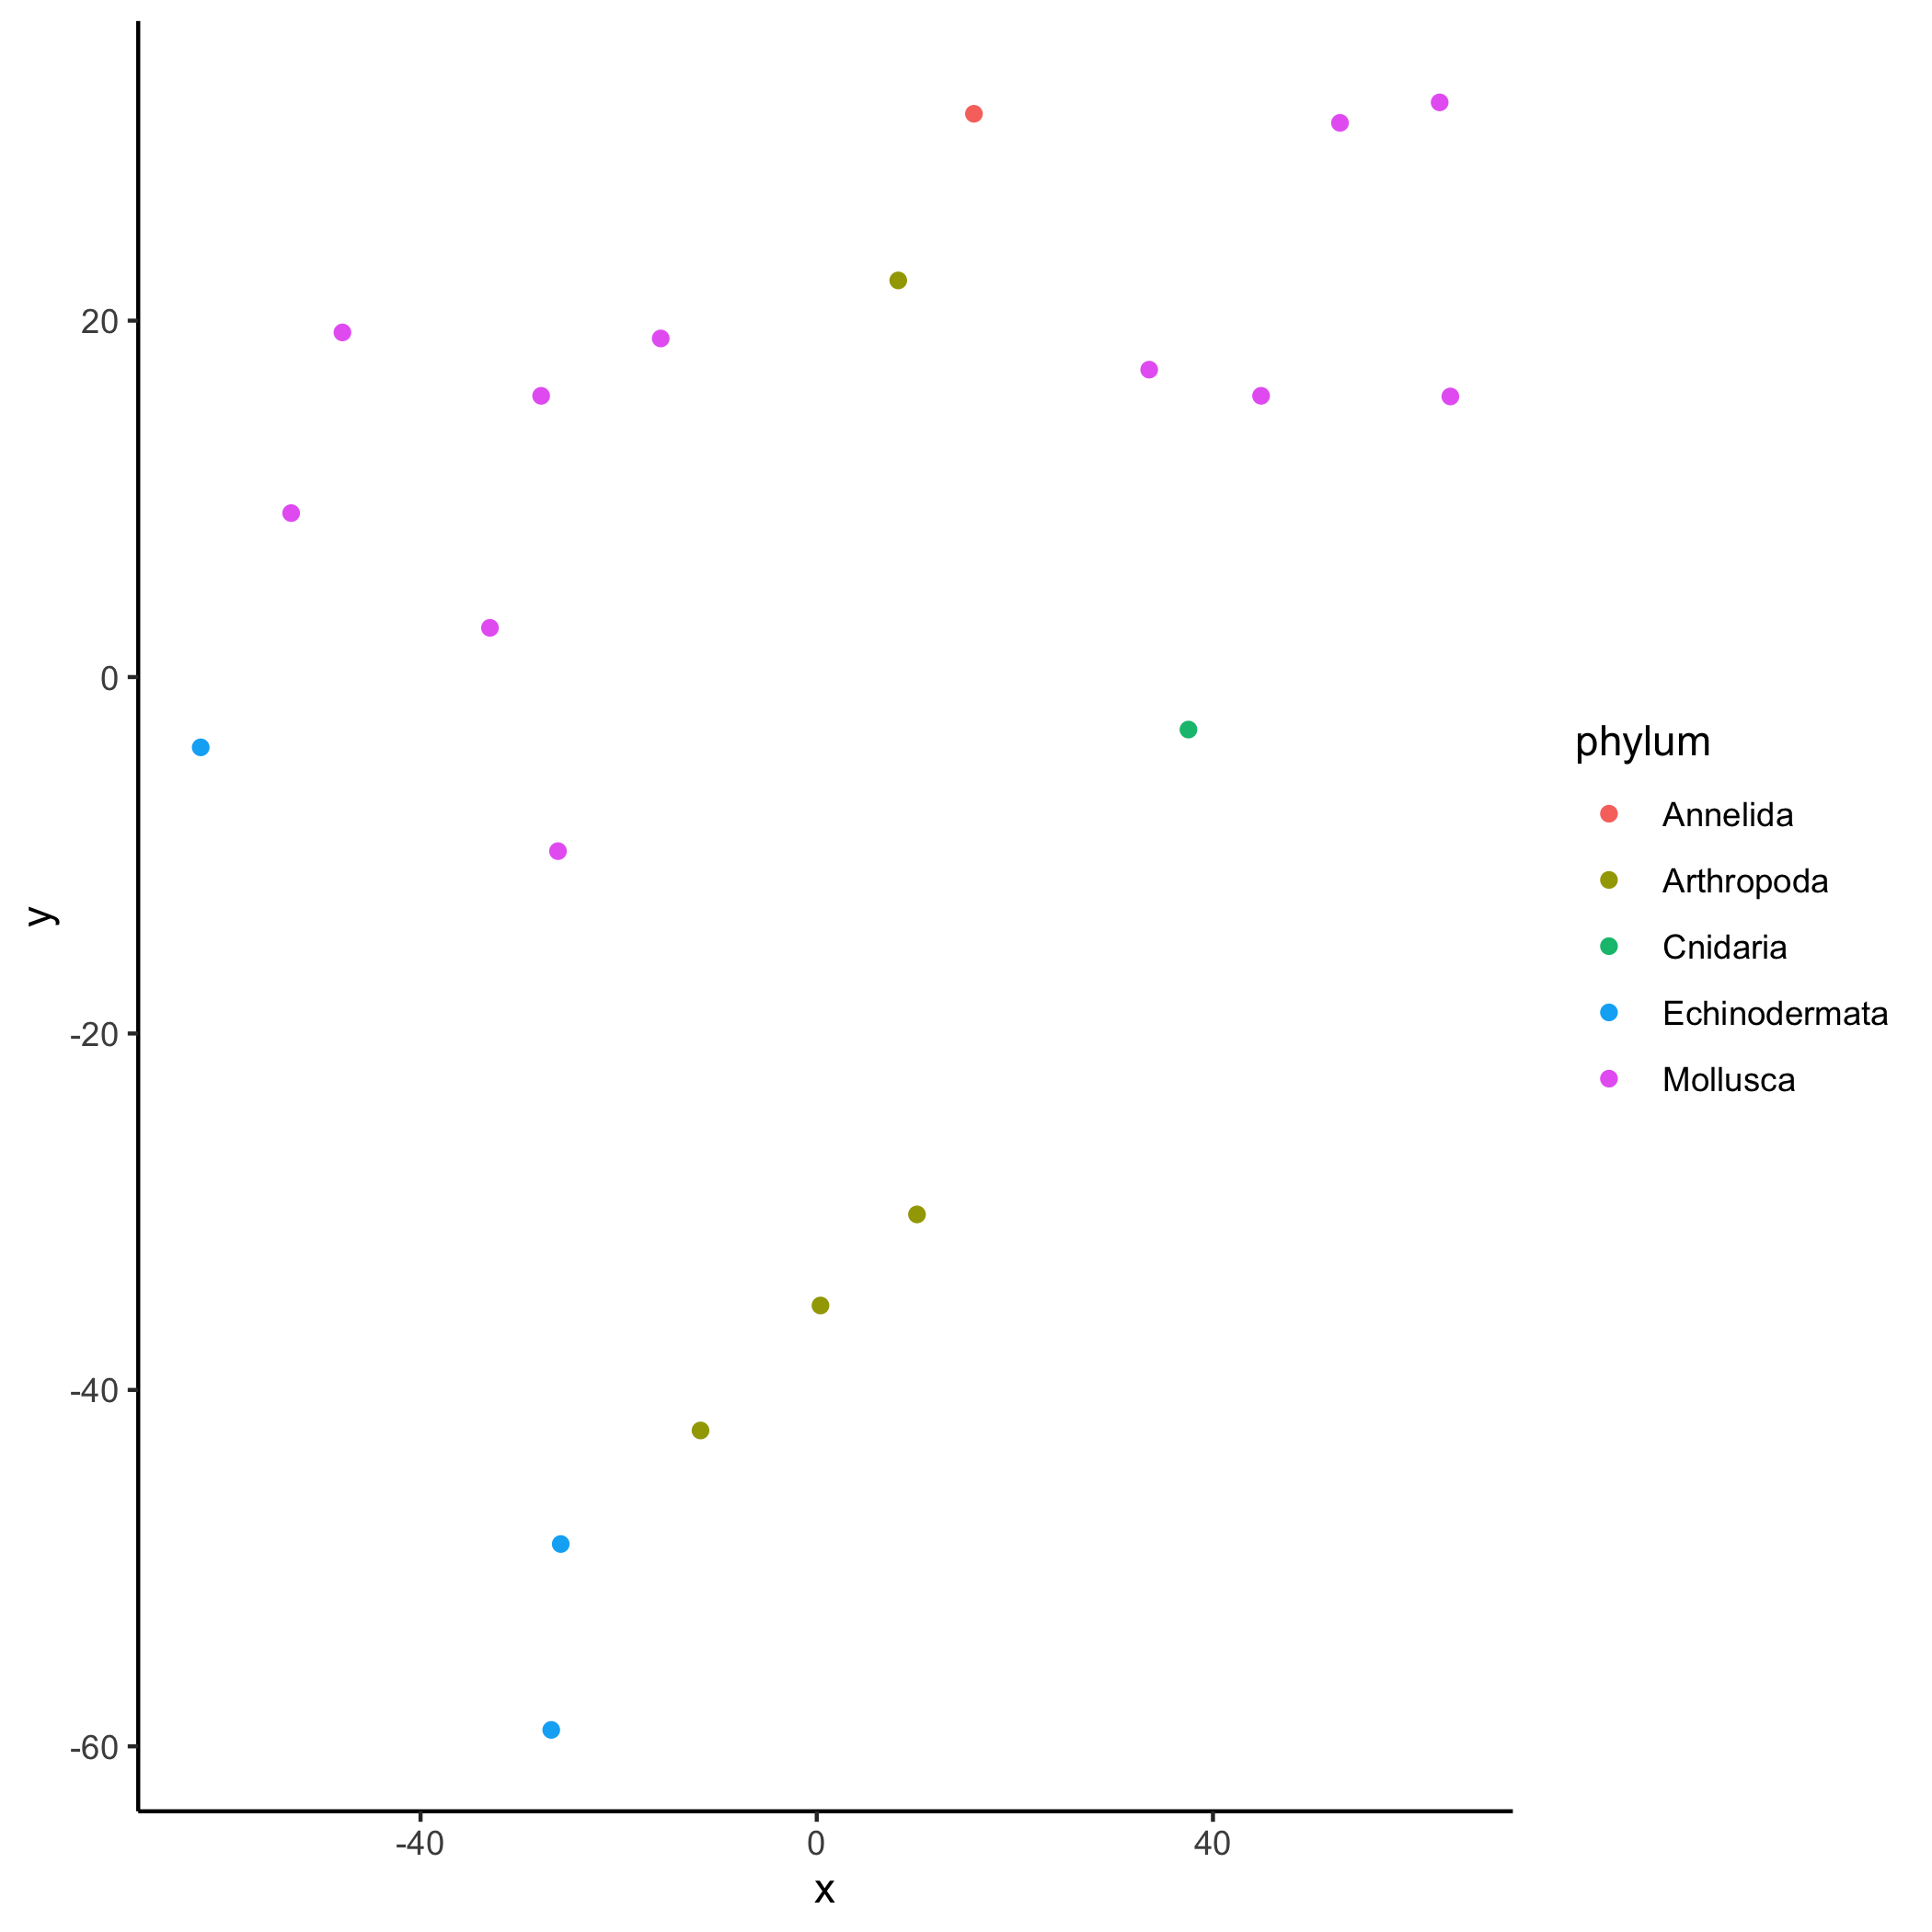 20
0
-20
-40
-60
y
-40 0 40
x
phylum
Annelida
Arthropoda
Cnidaria
Echinodermata
Mollusca